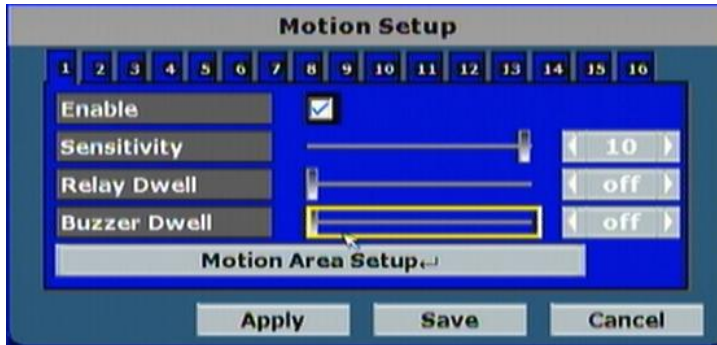 Motion Setup
1 2 3 4 5 6 7 8 9 10 11 12 13 14 15 16
Enable
Sensitivity 10
Relay Dwell off
Buzzer Dwell off
Motion Area Setup↵
Apply Save Cancel